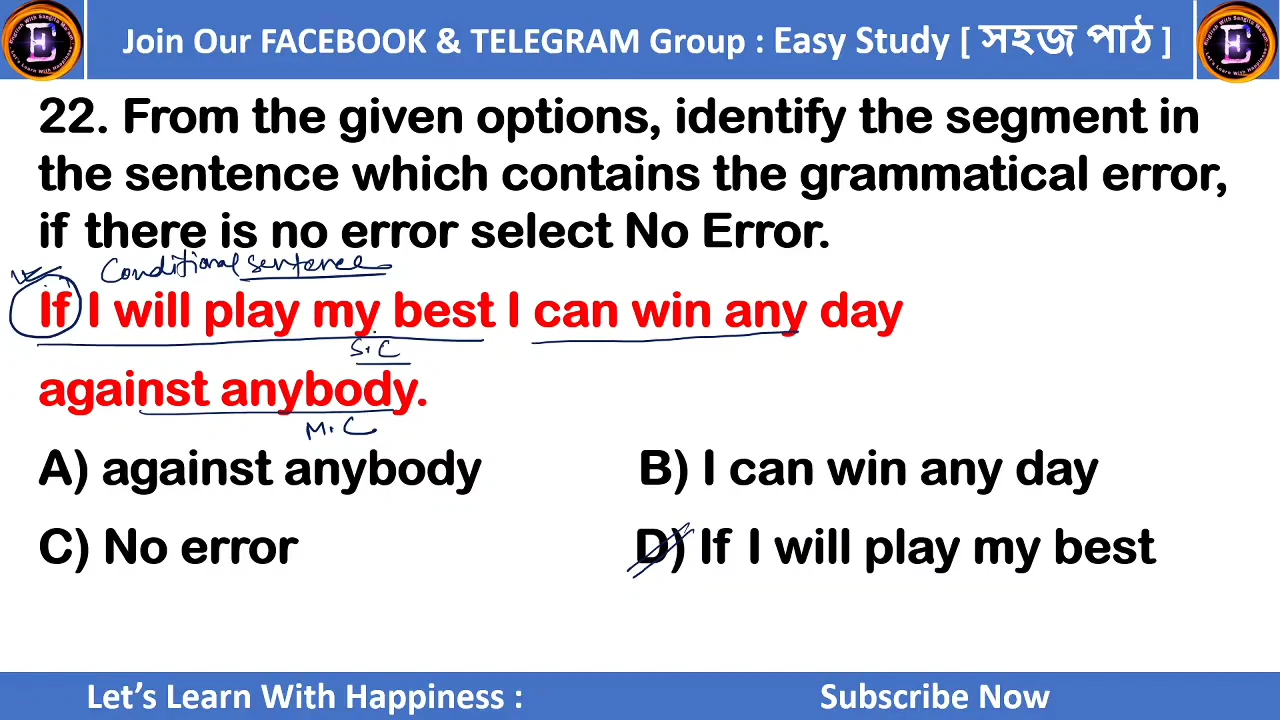 Join Our FACEBOOK & TELEGRAM Group : Easy Study [ সহজ পাঠ ]
E
E
22. From the given options, identify the segment in
the sentence which contains the grammatical error,
if there is no error select No Error.
Conditional sentence
If I will play my best I can win any day
S.C
against anybody.
M.C
A) against anybody
B) I can win any day
C) No error
D) If I will play my best
Let's Learn With Happiness :
Subscribe Now